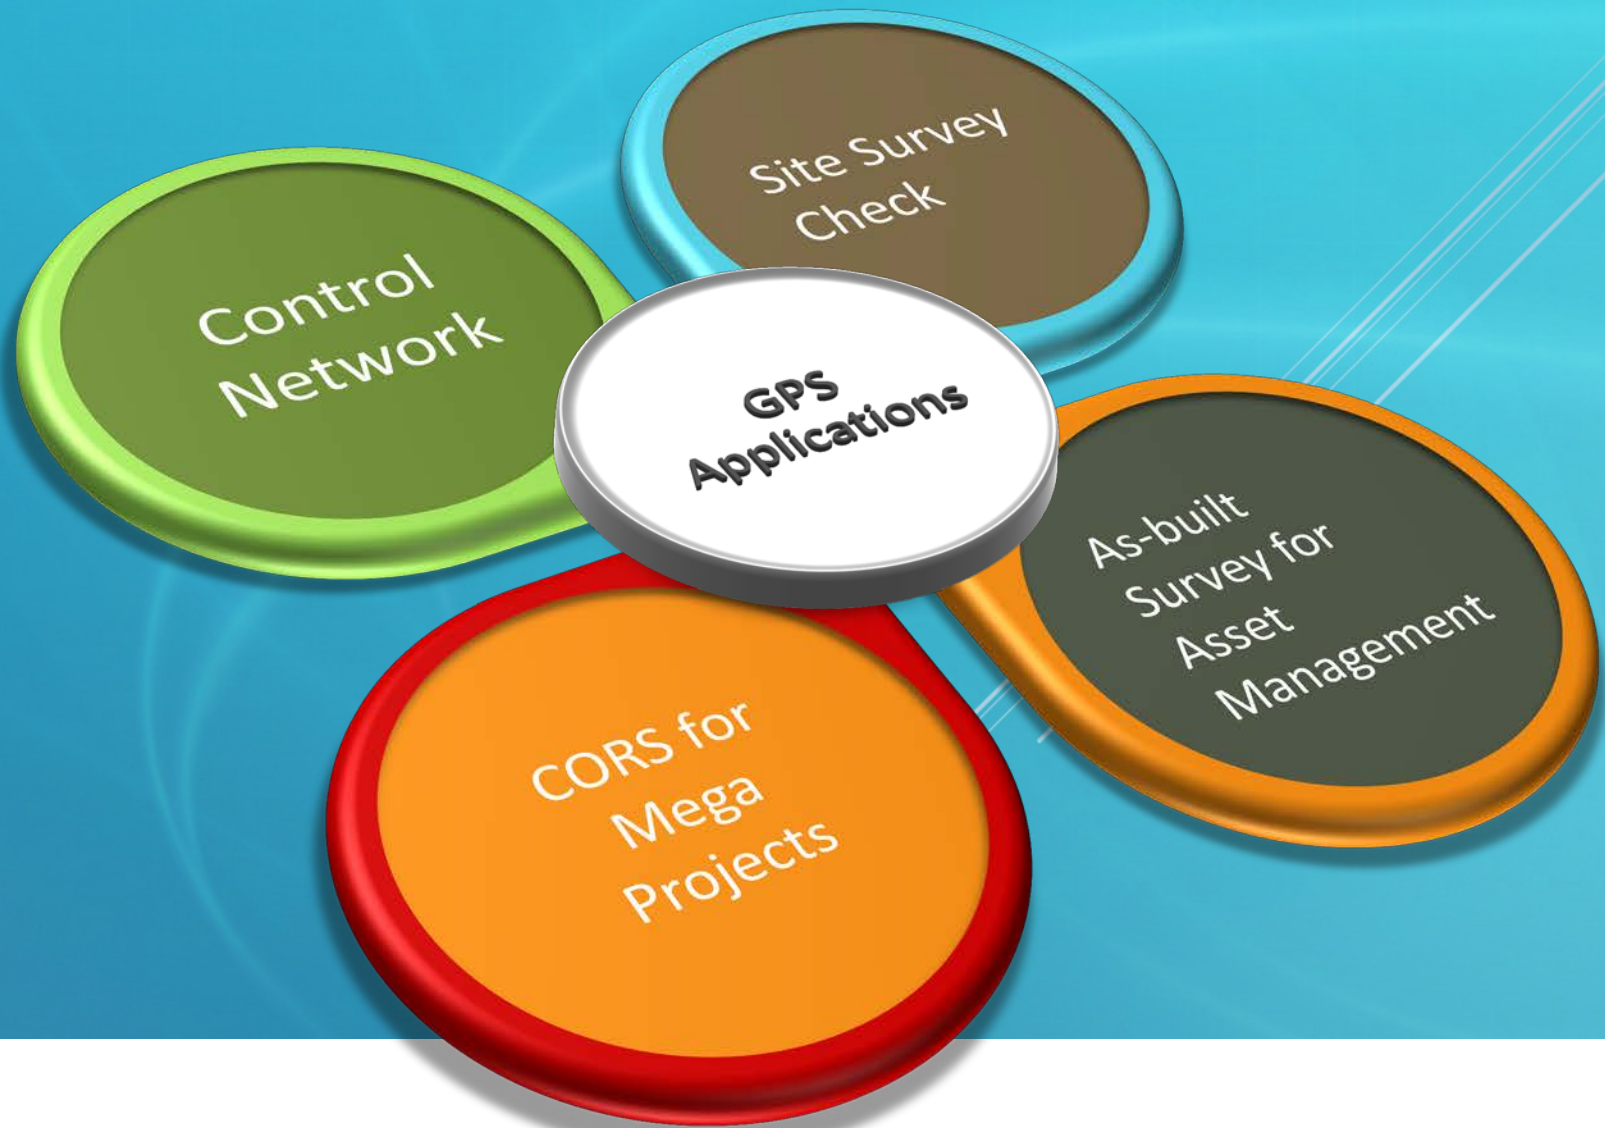 Site Survey
Check
Control
Network
GPS
Applications
As-built
Survey for
Asset
Management
CORS for
Mega
Projects